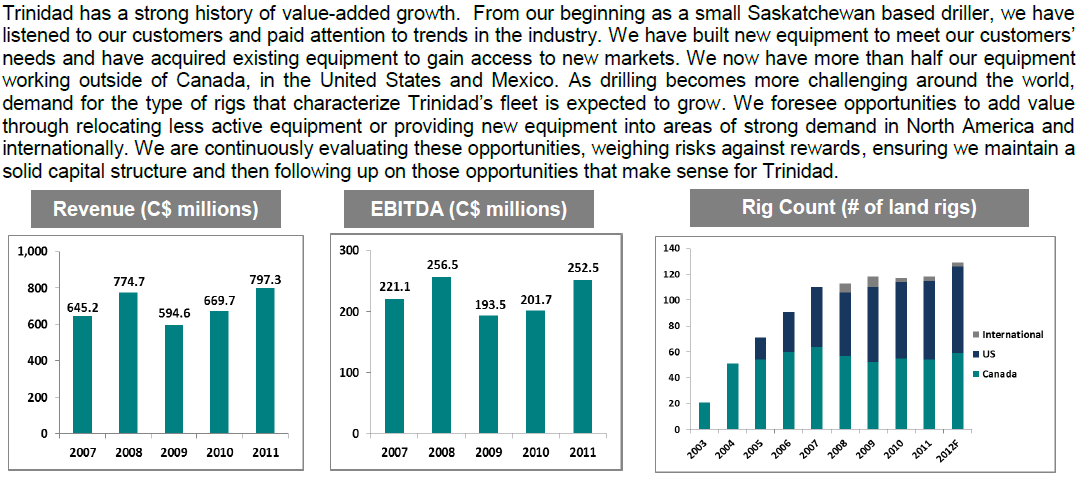 Trinidad has a strong history of value-added growth.  From our beginning as a small Saskatchewan based driller, we have
listened to our customers and paid attention to trends in the industry. We have built new equipment to meet our customers'
needs and have acquired existing equipment to gain access to new markets. We now have more than half our equipment
working outside of Canada, in the United States and Mexico. As drilling becomes more challenging around the world,
demand for the type of rigs that characterize Trinidad's fleet is expected to grow. We foresee opportunities to add value
through relocating less active equipment or providing new equipment into areas of strong demand in North America and
internationally. We are continuously evaluating these opportunities, weighing risks against rewards, ensuring we maintain a
solid capital structure and then following up on those opportunities that make sense for Trinidad.
Revenue (C$ millions)
1,000
800
600
400
200
0
645.2
774.7
594.6
669.7
797.3
2007 2008 2009 2010 2011
EBITDA (C$ millions)
300
200
100
0
221.1
256.5
193.5
201.7
252.5
2007 2008 2009 2010 2011
Rig Count (# of land rigs)
140
120
100
80
60
40
20
0
2003 2004 2005 2006 2007 2008 2009 2010 2011 2012F
International
US
Canada